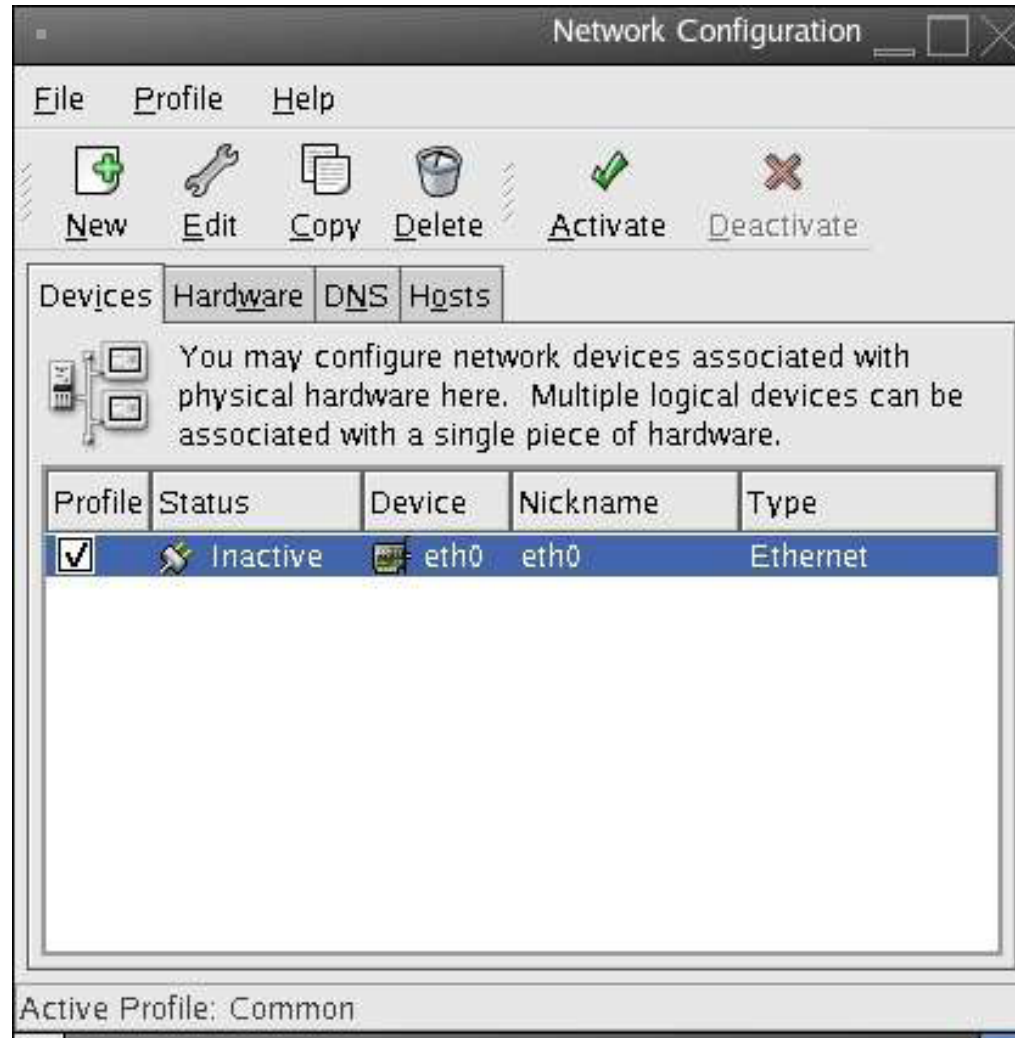 Network Configuration
File Profile Help
New Edit Copy Delete Activate Deactivate
Devices Hardware DNS Hosts
You may configure network devices associated with
physical hardware here. Multiple logical devices can be
associated with a single piece of hardware.
Profile Status Device Nickname Type
Inactive eth0 eth0 Ethernet
Active Profile: Common